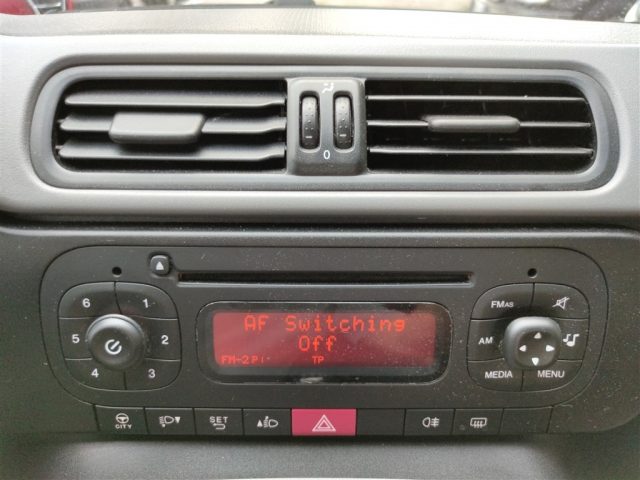 0
6 1
5 2
4 3
AF Switching
Off
FM-2 P1 TP
FMAS
AM
MEDIA MENU
CITY
SET